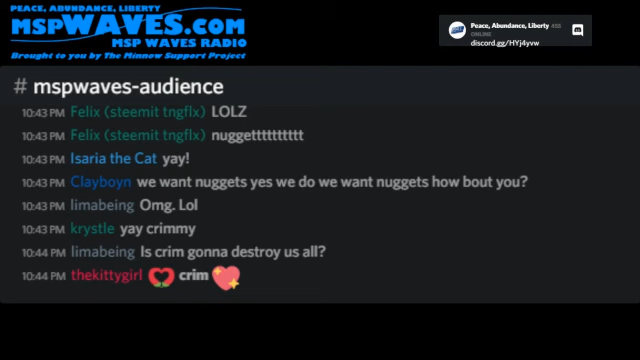 PEACE, ABUNDANCE, LIBERTY
MSPWAVES.COM
MSP WAVES RADIO
Brought to you by The Minnow Support Project
Peace, Abundance, Liberty
ONLINE
discord.gg/HYj4yvw
# mspwaves-audience
10:43 PM Felix (steemit tngflx) LOLZ
10:43 PM Felix (steemit tngflx) nuggetttttttttt
10:43 PM Isaria the Cat yay!
10:43 PM Clayboyn we want nuggets yes we do we want nuggets how bout you?
10:43 PM limabeing Omg. Lol
10:43 PM krystle yay crimmy
10:44 PM limabeing Is crim gonna destroy us all?
10:44 PM thekittygirl crim